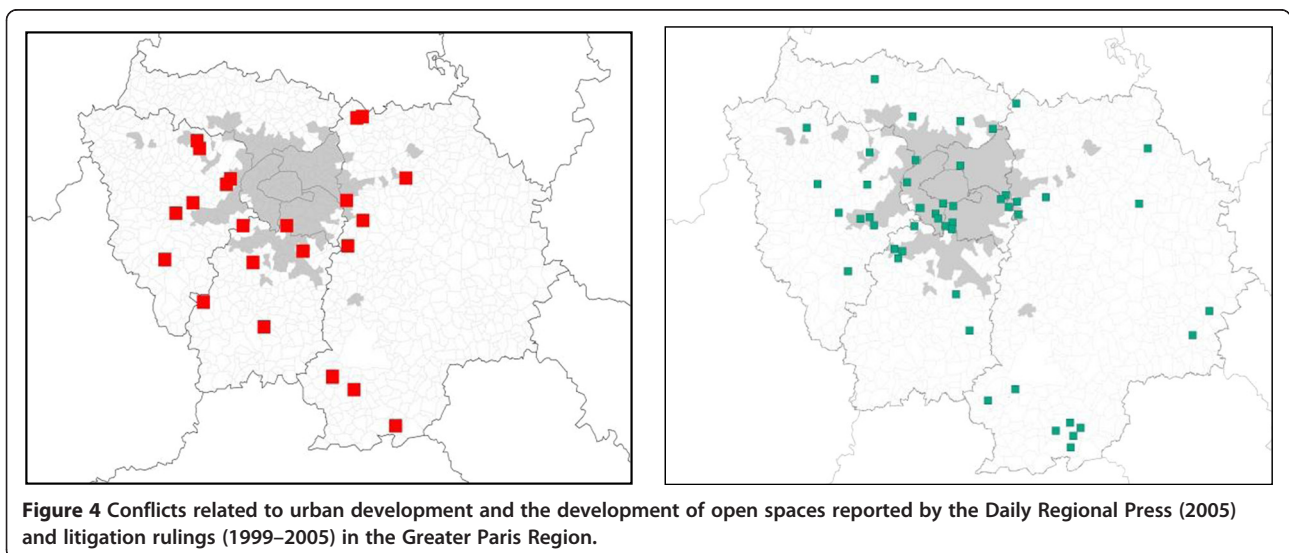 Figure 4 Conflicts related to urban development and the development of open spaces reported by the Daily Regional Press (2005)
and litigation rulings (1999–2005) in the Greater Paris Region.